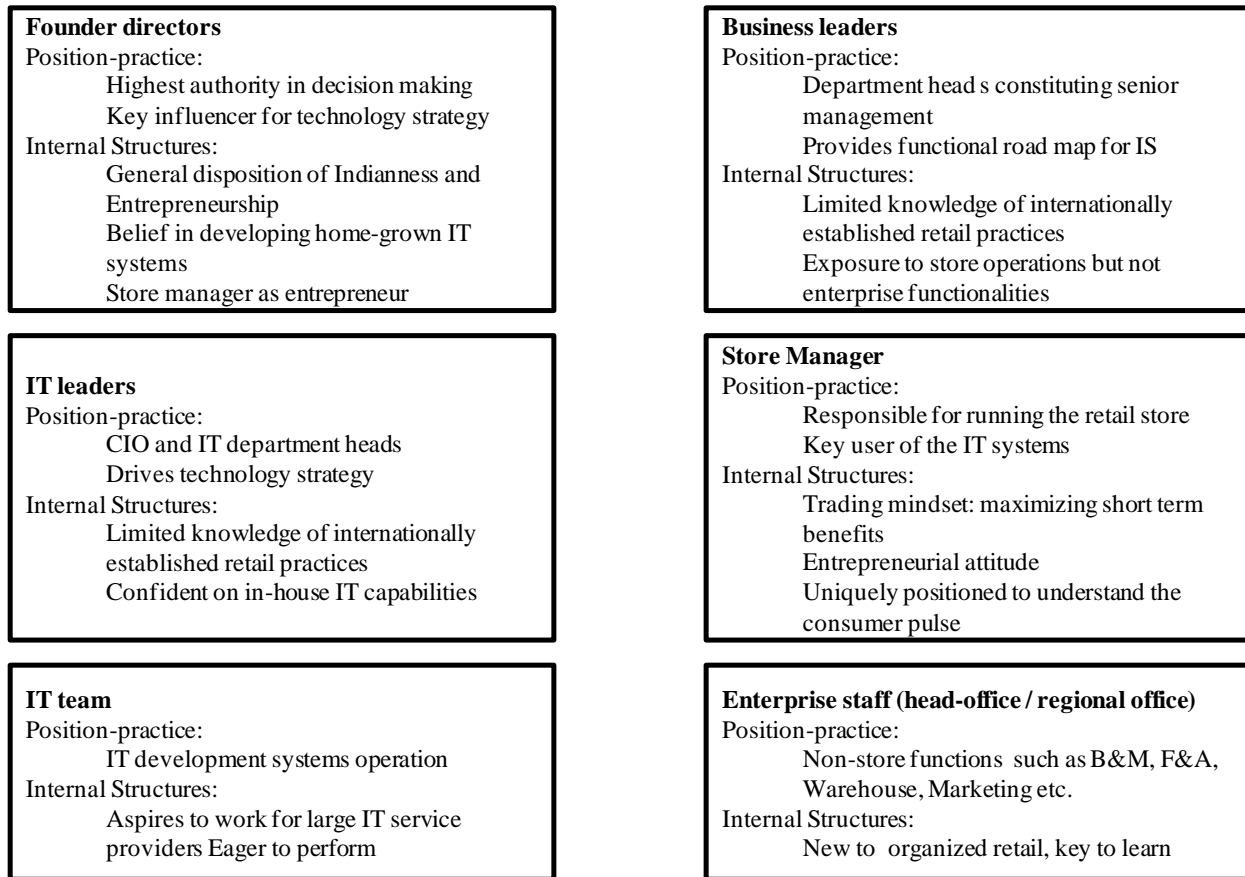 Founder directors
Position-practice:
Highest authority in decision making
Key influencer for technology strategy
Internal Structures:
General disposition of Indianness and
Entrepreneurship
Belief in developing home-grown IT
systems
Store manager as entrepreneur
Business leaders
Position-practice:
Department head s constituting senior
management
Provides functional road map for IS
Internal Structures:
Limited knowledge of internationally
established retail practices
Exposure to store operations but not
enterprise functionalities
IT leaders
Position-practice:
CIO and IT department heads
Drives technology strategy
Internal Structures:
Limited knowledge of internationally
established retail practices
Confident on in-house IT capabilities
Store Manager
Position-practice:
Responsible for running the retail store
Key user of the IT systems
Internal Structures:
Trading mindset: maximizing short term
benefits
Entrepreneurial attitude
Uniquely positioned to understand the
consumer pulse
IT team
Position-practice:
IT development systems operation
Internal Structures:
Aspires to work for large IT service
providers Eager to perform
Enterprise staff (head-office / regional office)
Position-practice:
Non-store functions such as B&M, F&A,
Warehouse, Marketing etc.
Internal Structures:
New to organized retail, key to learn